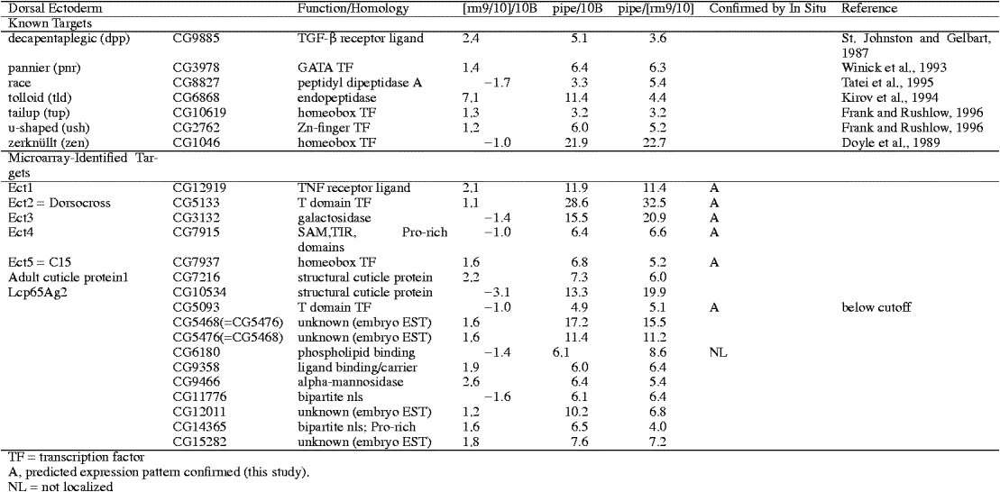 Dorsal Ectoderm Function/Homology [rm9/10]/10B pipe/10B pipe/[rm9/10] Confirmed by In Situ Reference
Known Targets
decapentaplegic (dpp) CG9885 TGF-β receptor ligand 2,4 5.1 3.6 St. Johnston and Gelbart,
1987
pannier (pnr) CG3978 GATA TF 1,4 6.4 6.3 Winick et al., 1993
race CG8827 peptidyl dipeptidase A −1.7 3.3 5.4 Tatei et al., 1995
tolloid (tld) CG6868 endopeptidase 7,1 11.4 4.4 Kirov et al., 1994
tailup (tup) CG10619 homeobox TF 1,3 3.2 3.2 Frank and Rushlow, 1996
u-shaped (ush) CG2762 Zn-finger TF 1,2 6.0 5.2 Frank and Rushlow, 1996
zerknüllt (zen) CG1046 homeobox TF −1.0 21.9 22.7 Doyle et al., 1989
Microarray-Identified Tar-
gets
Ect1 CG12919 TNF receptor ligand 2,1 11.9 11.4 A
Ect2 = Dorsocross CG5133 T domain TF 1,1 28.6 32.5 A
Ect3 CG3132 galactosidase −1.4 15.5 20.9 A
Ect4 CG7915 SAM,TIR, Pro-rich −1.0 6.4 6.6 A
domains
Ect5 = C15 CG7937 homeobox TF 1,6 6.8 5.2 A
Adult cuticle protein1 CG7216 structural cuticle protein 2,2 7.3 6.0
Lcp65Ag2 CG10534 structural cuticle protein −3.1 13.3 19.9
CG5093 T domain TF −1.0 4.9 5.1 A below cutoff
CG5468(=CG5476) unknown (embryo EST) 1,6 17.2 15.5
CG5476(=CG5468) unknown (embryo EST) 1,6 11.4 11.2
CG6180 phospholipid binding −1.4 6,1 8.6 NL
CG9358 ligand binding/carrier 1,9 6.0 6.4
CG9466 alpha-mannosidase 2,6 6.4 5.4
CG11776 bipartite nls −1.6 6.1 6.4
CG12011 unknown (embryo EST) 1,2 10.2 6.8
CG14365 bipartite nls; Pro-rich 1,6 6.5 4.0
CG15282 unknown (embryo EST) 1,8 7.6 7.2
TF = transcription factor
A, predicted expression pattern confirmed (this study).
NL = not localized